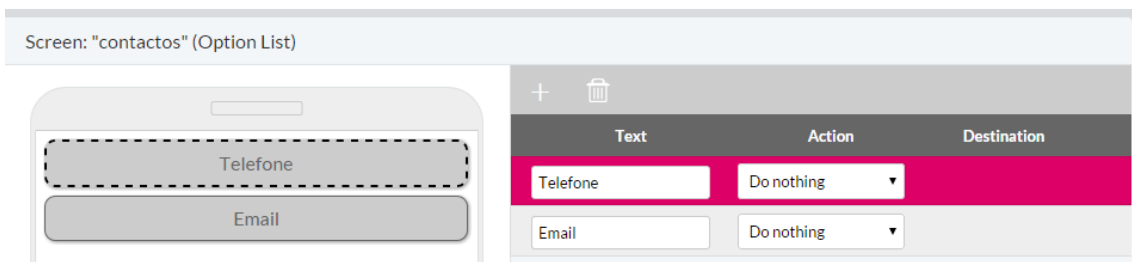 Screen: "contactos" (Option List)
Telefone
Email
Text Action Destination
Telefone Do nothing
Email Do nothing